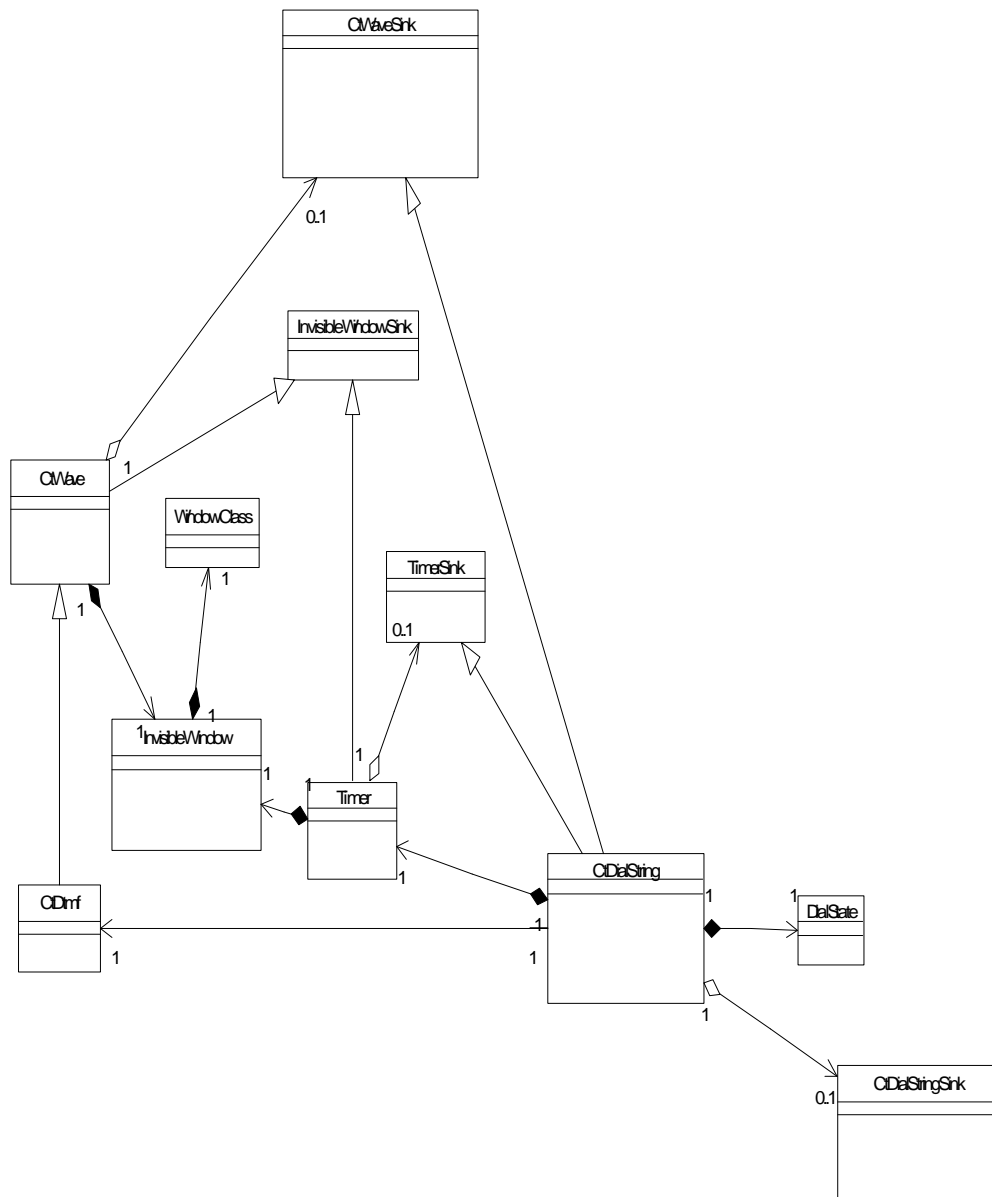 CtWaveSink
0..1
InvisibleWindowSink
1
CtWave
WindowClass
TimerSink
1
1
0..1
1
1
InvisibleWindow
1
1
1
Timer
1
CtDialString
CtDtmf
1
1
DialState
1
1
1
1
CtDialStringSink
0..1